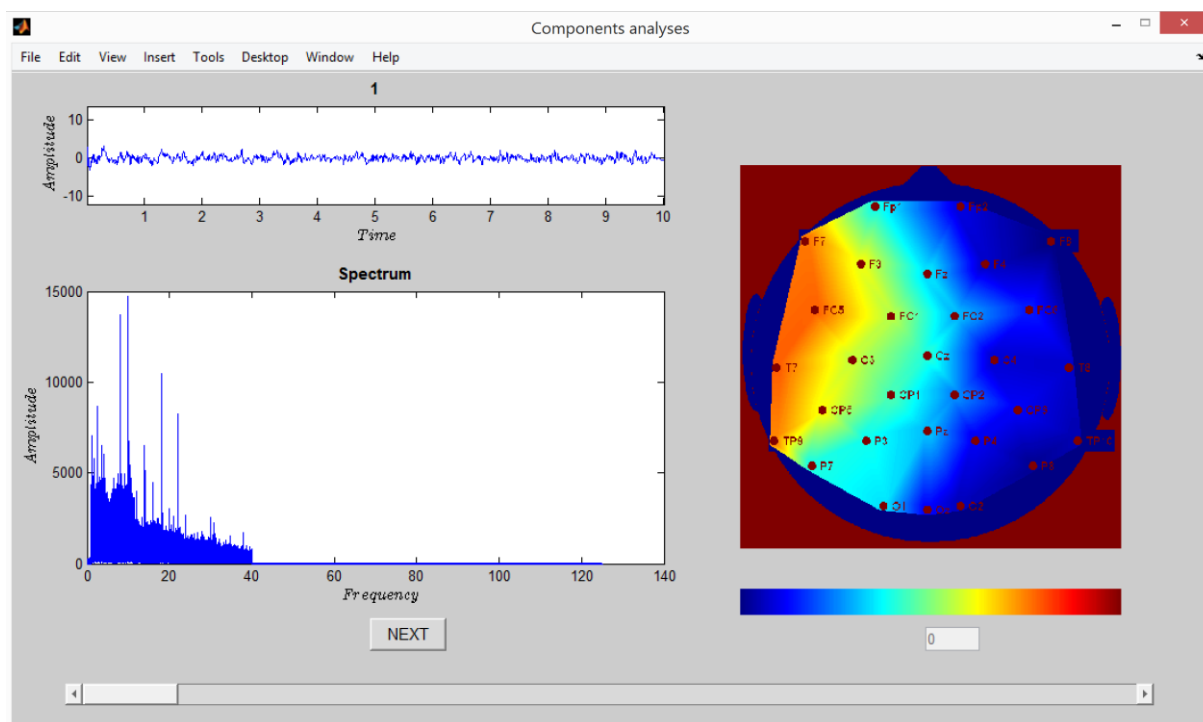 Components analyses
File Edit View Insert Tools Desktop Window Help
1
Amplitude
10
0
-10
1 2 3 4 5 6 7 8 9 10
Time
Spectrum
Amplitude
15000
10000
5000
0
0 20 40 60 80 100 120 140
Frequency
NEXT
Fp1 Fp2
F7 F8
F3 F4
Fz
FC5 FC1 FC2
C3 Cz C4
T7 T8
CP5 CP1 CP2 CP6
Pz
TP9 P3 P4 TP10
P7 P8
O1 Oz O2
0